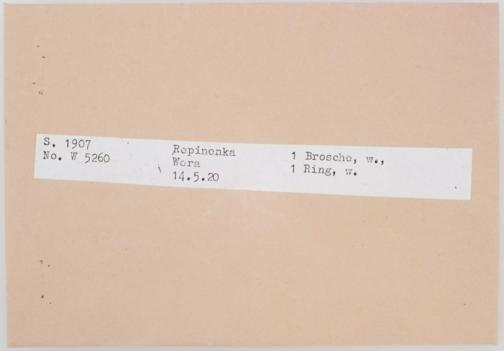 S. 1907
No. W 5260
Repinenka
Wera
14.5.20
1 Brosche, w.,
1 Ring, w.